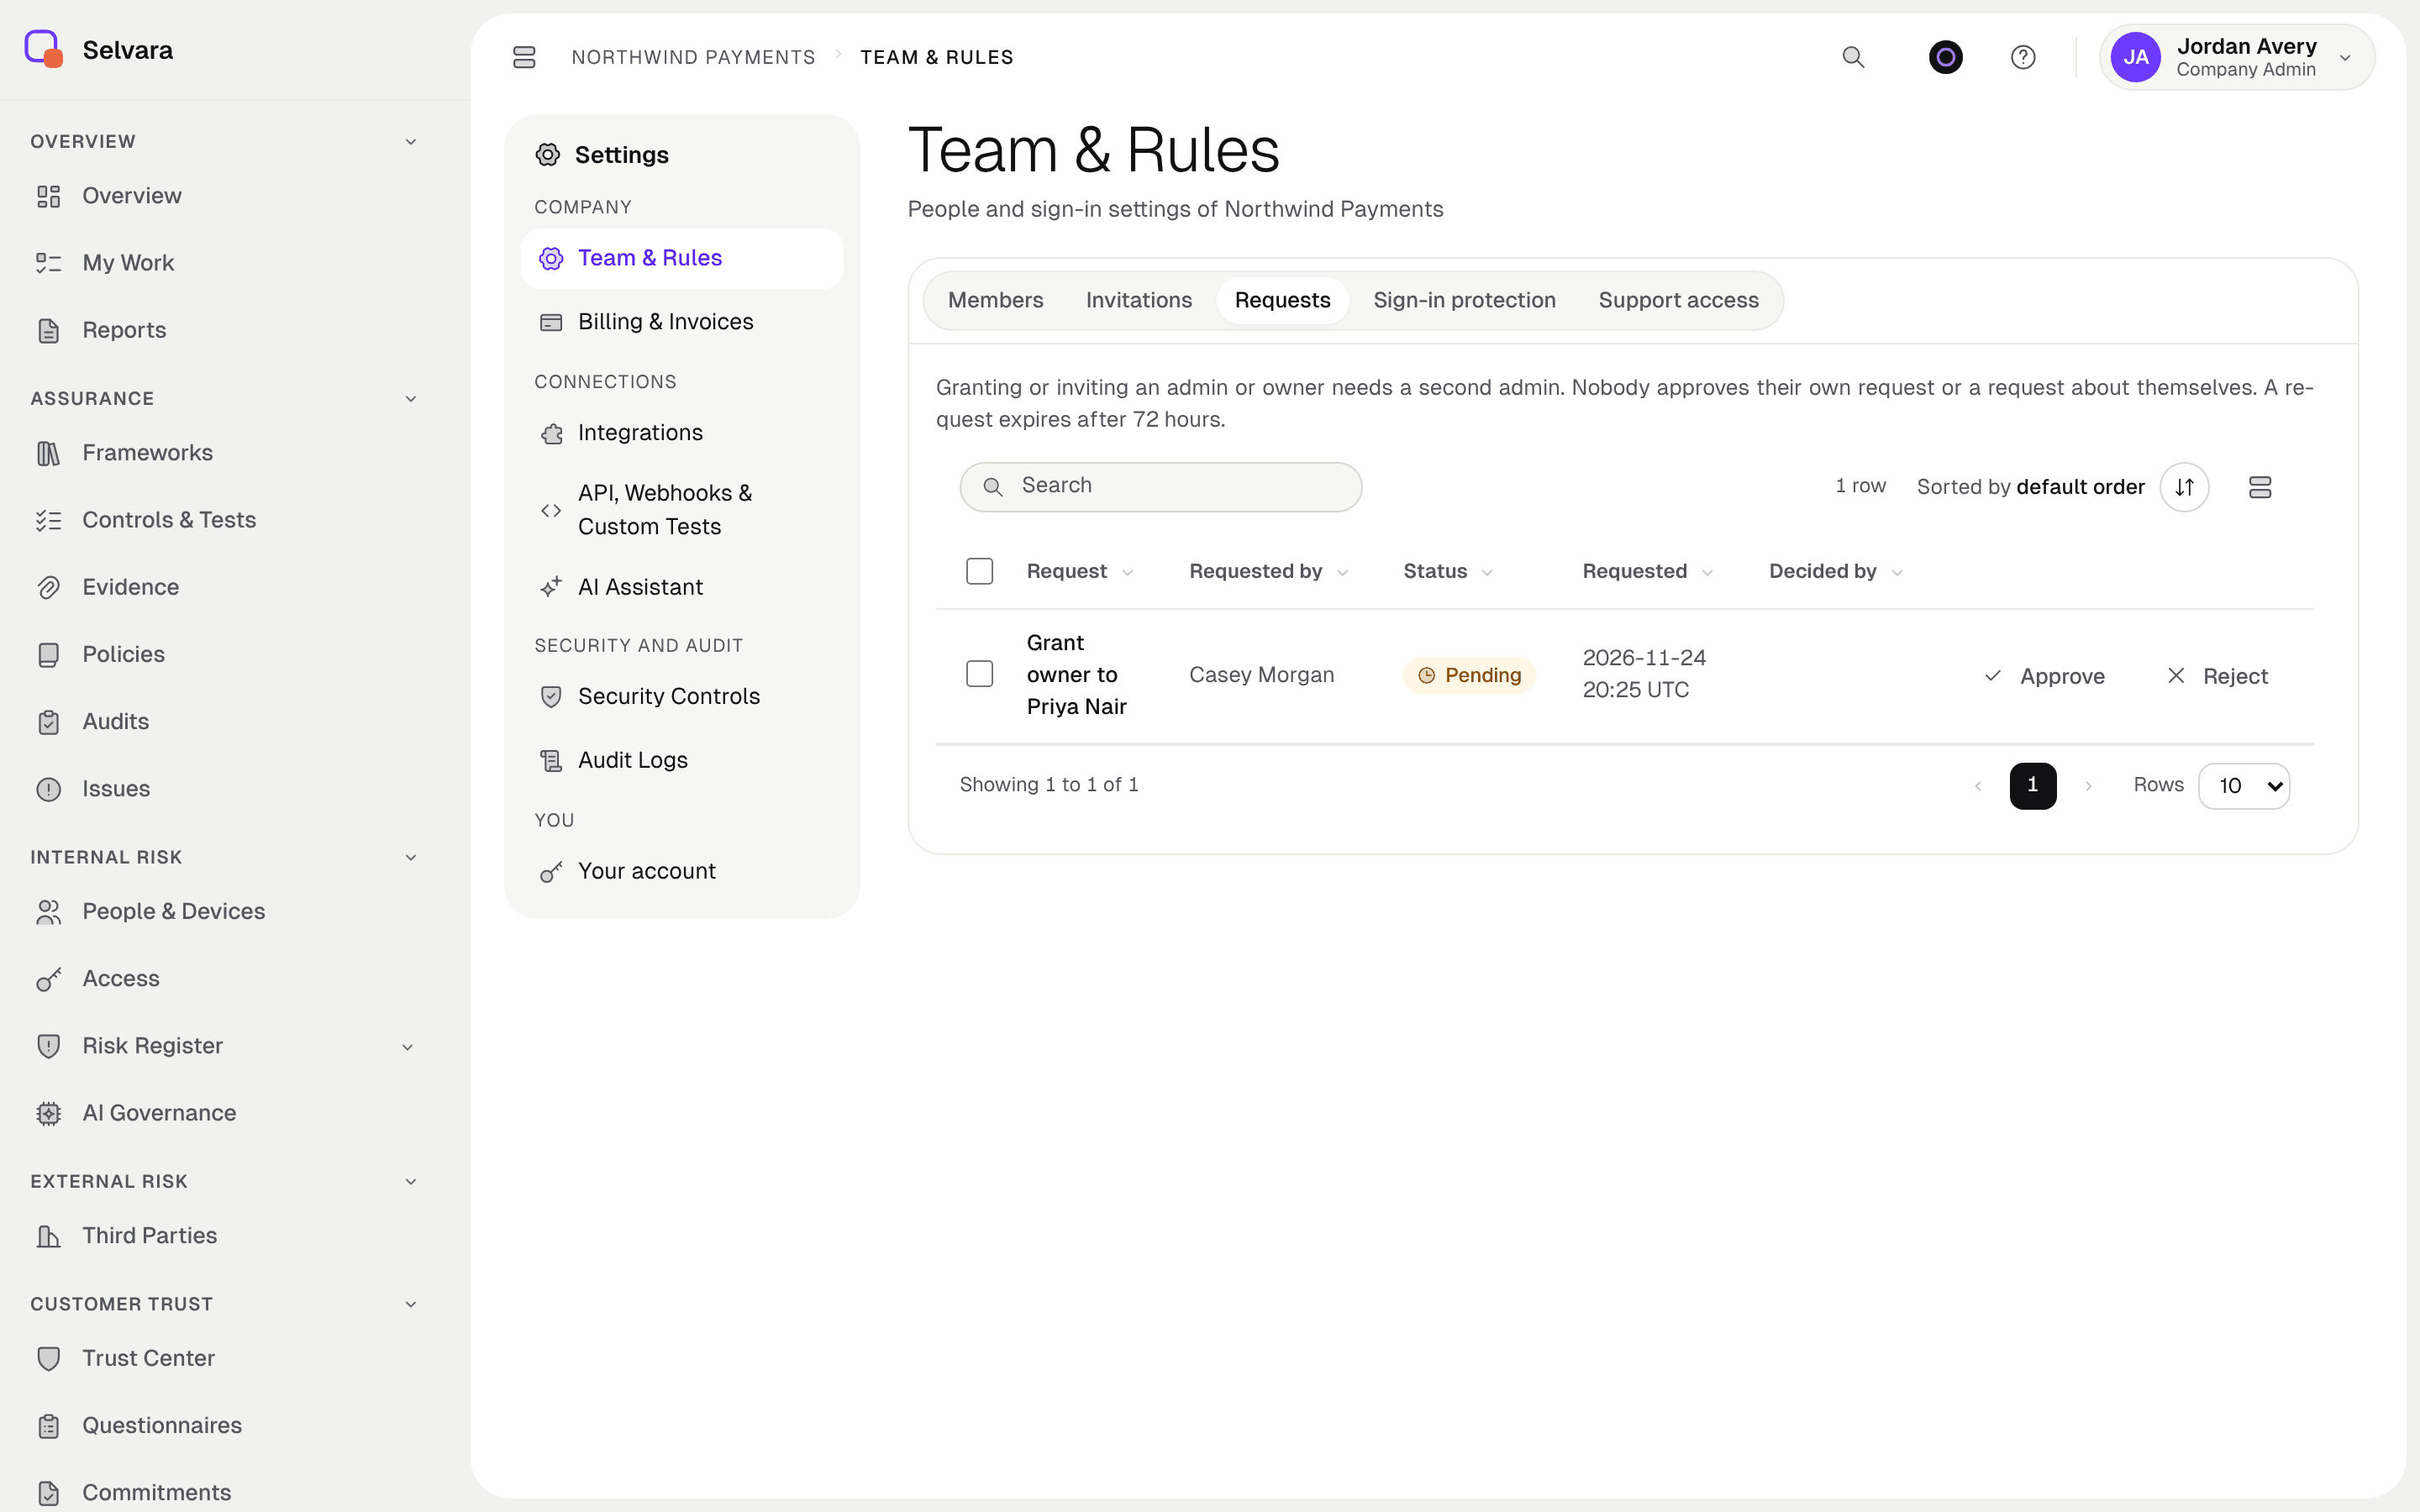 Selvara
OVERVIEW
Overview
My Work
Reports
ASSURANCE
Frameworks
Controls & Tests
Evidence
Policies
Audits
Issues
INTERNAL RISK
People & Devices
Access
Risk Register
AI Governance
EXTERNAL RISK
Third Parties
CUSTOMER TRUST
Trust Center
Questionnaires
Commitments
NORTHWIND PAYMENTS > TEAM & RULES
JA
Jordan Avery
Company Admin
Settings
COMPANY
Team & Rules
Billing & Invoices
CONNECTIONS
Integrations
API, Webhooks &
Custom Tests
AI Assistant
SECURITY AND AUDIT
Security Controls
Audit Logs
YOU
Your account
Team & Rules
People and sign-in settings of Northwind Payments
Members Invitations Requests Sign-in protection Support access
Granting or inviting an admin or owner needs a second admin. Nobody approves their own request or a request about themselves. A re-
quest expires after 72 hours.
Search
1 row Sorted by default order
Request Requested by Status Requested Decided by
Grant
owner to
Priya Nair
Casey Morgan
Pending
2026-11-24
20:25 UTC
Approve
Reject
Showing 1 to 1 of 1
1
Rows 10